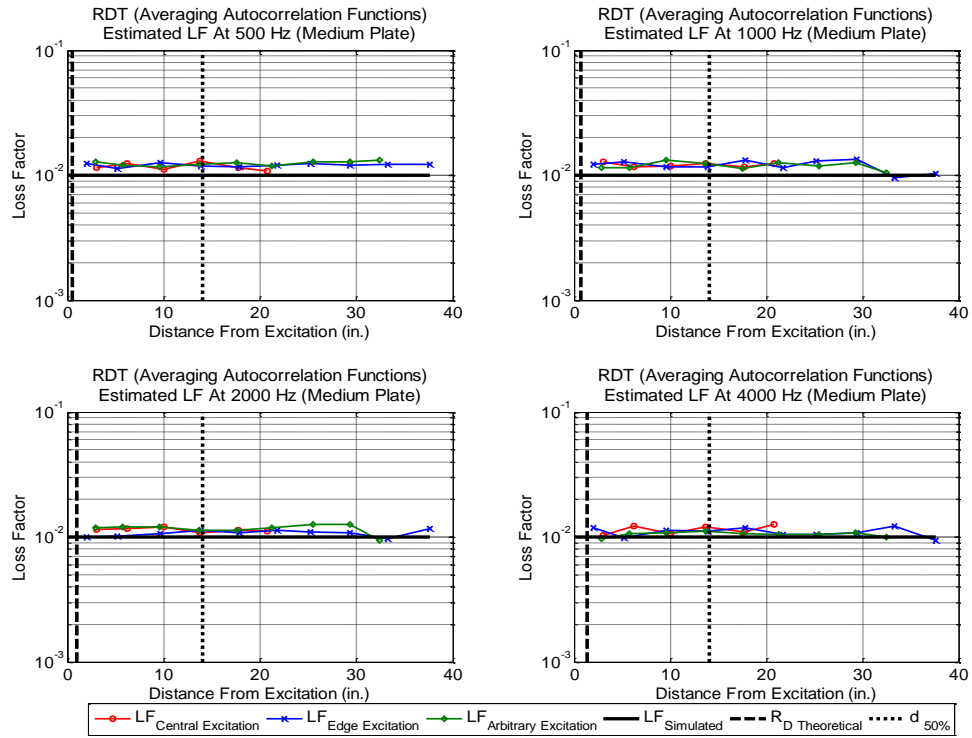 RDT (Averaging Autocorrelation Functions)
Estimated LF At 500 Hz (Medium Plate)
10^-1
10^-2
10^-3
Loss Factor
0 10 20 30 40
Distance From Excitation (in.)
RDT (Averaging Autocorrelation Functions)
Estimated LF At 1000 Hz (Medium Plate)
10^-1
10^-2
10^-3
Loss Factor
0 10 20 30 40
Distance From Excitation (in.)
RDT (Averaging Autocorrelation Functions)
Estimated LF At 2000 Hz (Medium Plate)
10^-1
10^-2
10^-3
Loss Factor
0 10 20 30 40
Distance From Excitation (in.)
RDT (Averaging Autocorrelation Functions)
Estimated LF At 4000 Hz (Medium Plate)
10^-1
10^-2
10^-3
Loss Factor
0 10 20 30 40
Distance From Excitation (in.)
LF Central Excitation LF Edge Excitation LF Arbitrary Excitation LF Simulated R D Theoretical d 50%